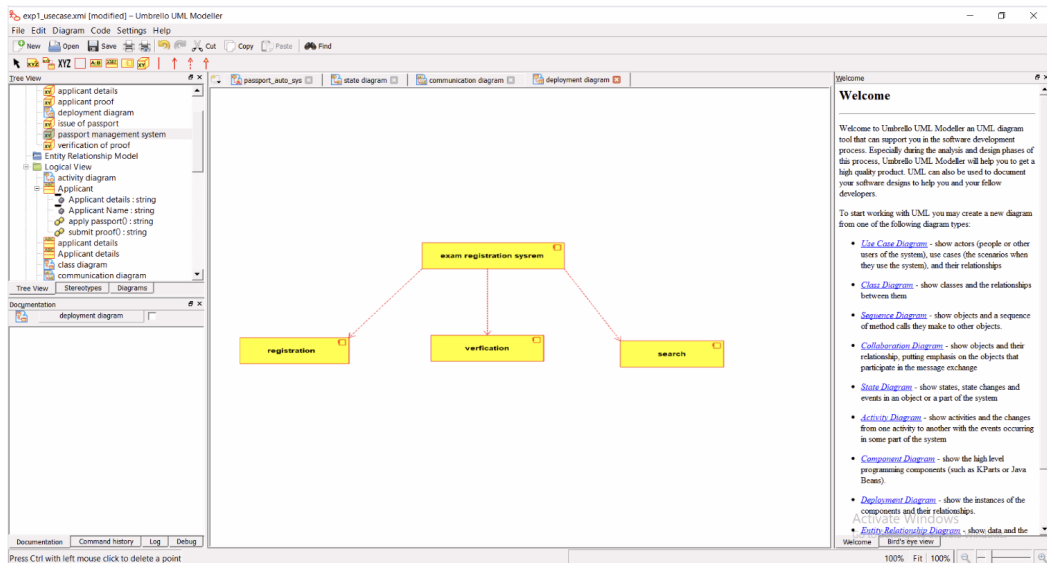 exp1_usecase.xmi [modified] – Umbrello UML Modeller
File Edit Diagram Code Settings Help
New Open Save Cut Copy Paste Find
XYZ
Tree View
applicant details
applicant proof
deployment diagram
issue of passport
passport management system
verification of proof
Entity Relationship Model
Logical View
activity diagram
Applicant
Applicant details : string
Applicant Name : string
apply passport() : string
submit proof() : string
applicant details
Applicant details
class diagram
communication diagram
Tree View Stereotypes Diagrams
Documentation
deployment diagram
Documentation Command history Log Debug
Press Ctrl with left mouse click to delete a point
passport_auto_sys state diagram communication diagram deployment diagram
exam registration sysrem
registration
verfication
search
Welcome
Welcome
Welcome to Umbrello UML Modeller an UML diagram
tool that can support you in the software development
process. Especially during the analysis and design phases of
this process, Umbrello UML Modeller will help you to get a
high quality product. UML can also be used to document
your software designs to help you and your fellow
developers.
To start working with UML you may create a new diagram
from one of the following diagram types:
• Use Case Diagram - show actors (people or other
users of the system), use cases (the scenarios when
they use the system), and their relationships
• Class Diagram - show classes and the relationships
between them
• Sequence Diagram - show objects and a sequence
of method calls they make to other objects.
• Collaboration Diagram - show objects and their
relationship, putting emphasis on the objects that
participate in the message exchange
• State Diagram - show states, state changes and
events in an object or a part of the system
• Activity Diagram - show activities and the changes
from one activity to another with the events occurring
in some part of the system
• Component Diagram - show the high level
programming components (such as KParts or Java
Beans).
• Deployment Diagram - show the instances of the
components and their relationships.
Activate Windows
• Entity Relationship Diagram - show data and the
Welcome Bird's eye view
100% Fit 100%